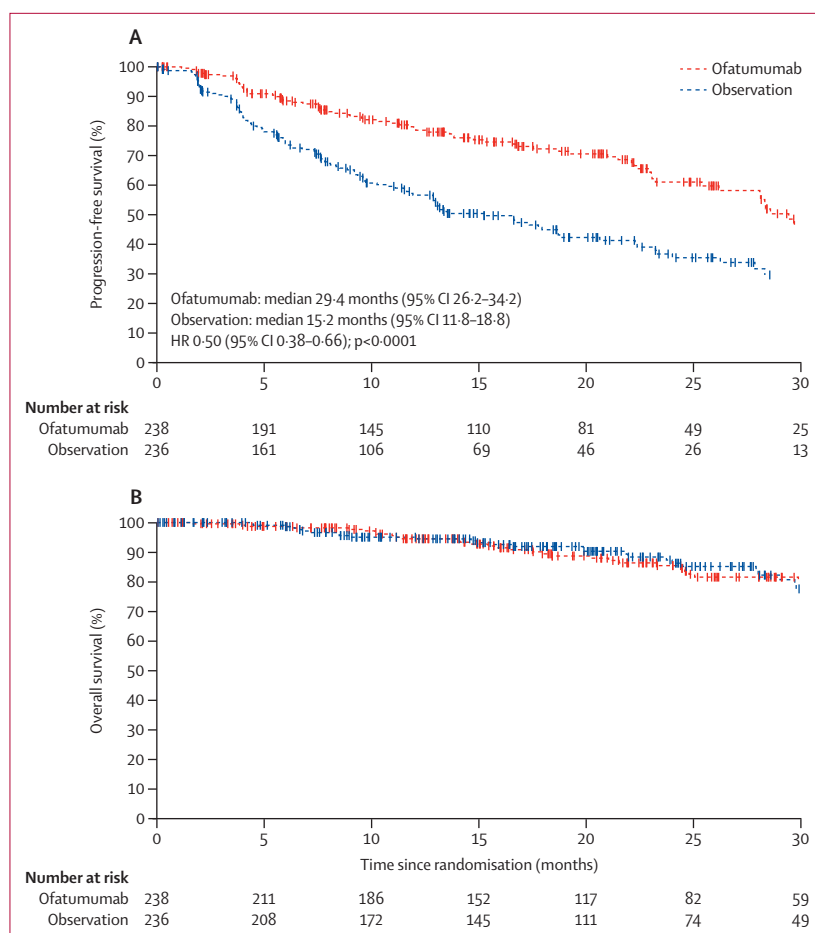 A
100
90
80
70
60
50
40
30
20
10
0
Progression-free survival (%)
Ofatumumab
Observation
Ofatumumab: median 29·4 months (95% CI 26·2–34·2)
Observation: median 15·2 months (95% CI 11·8–18·8)
HR 0·50 (95% CI 0·38–0·66); p<0·0001
0 5 10 15 20 25 30
Number at risk
Ofatumumab 238 191 145 110 81 49 25
Observation 236 161 106 69 46 26 13
B
100
90
80
70
60
50
40
30
20
10
0
Overall survival (%)
0 5 10 15 20 25 30
Time since randomisation (months)
Number at risk
Ofatumumab 238 211 186 152 117 82 59
Observation 236 208 172 145 111 74 49